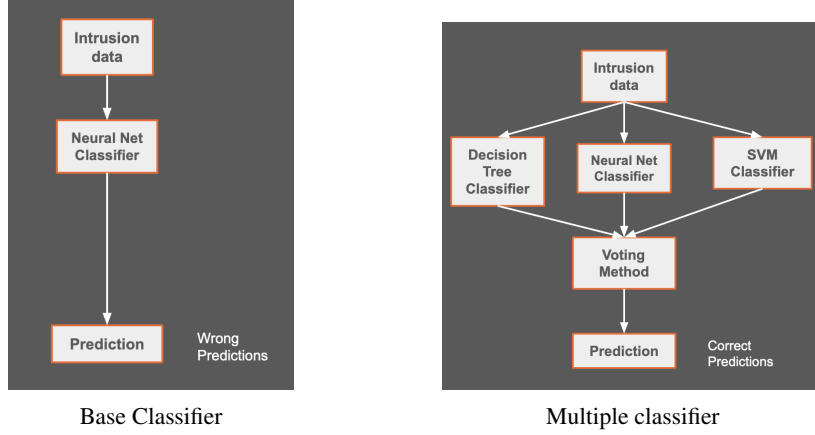 Intrusion
data
Neural Net
Classifier
Prediction
Wrong
Predictions
Base Classifier
Intrusion
data
Decision
Tree
Classifier
Neural Net
Classifier
SVM
Classifier
Voting
Method
Prediction
Correct
Predictions
Multiple classifier